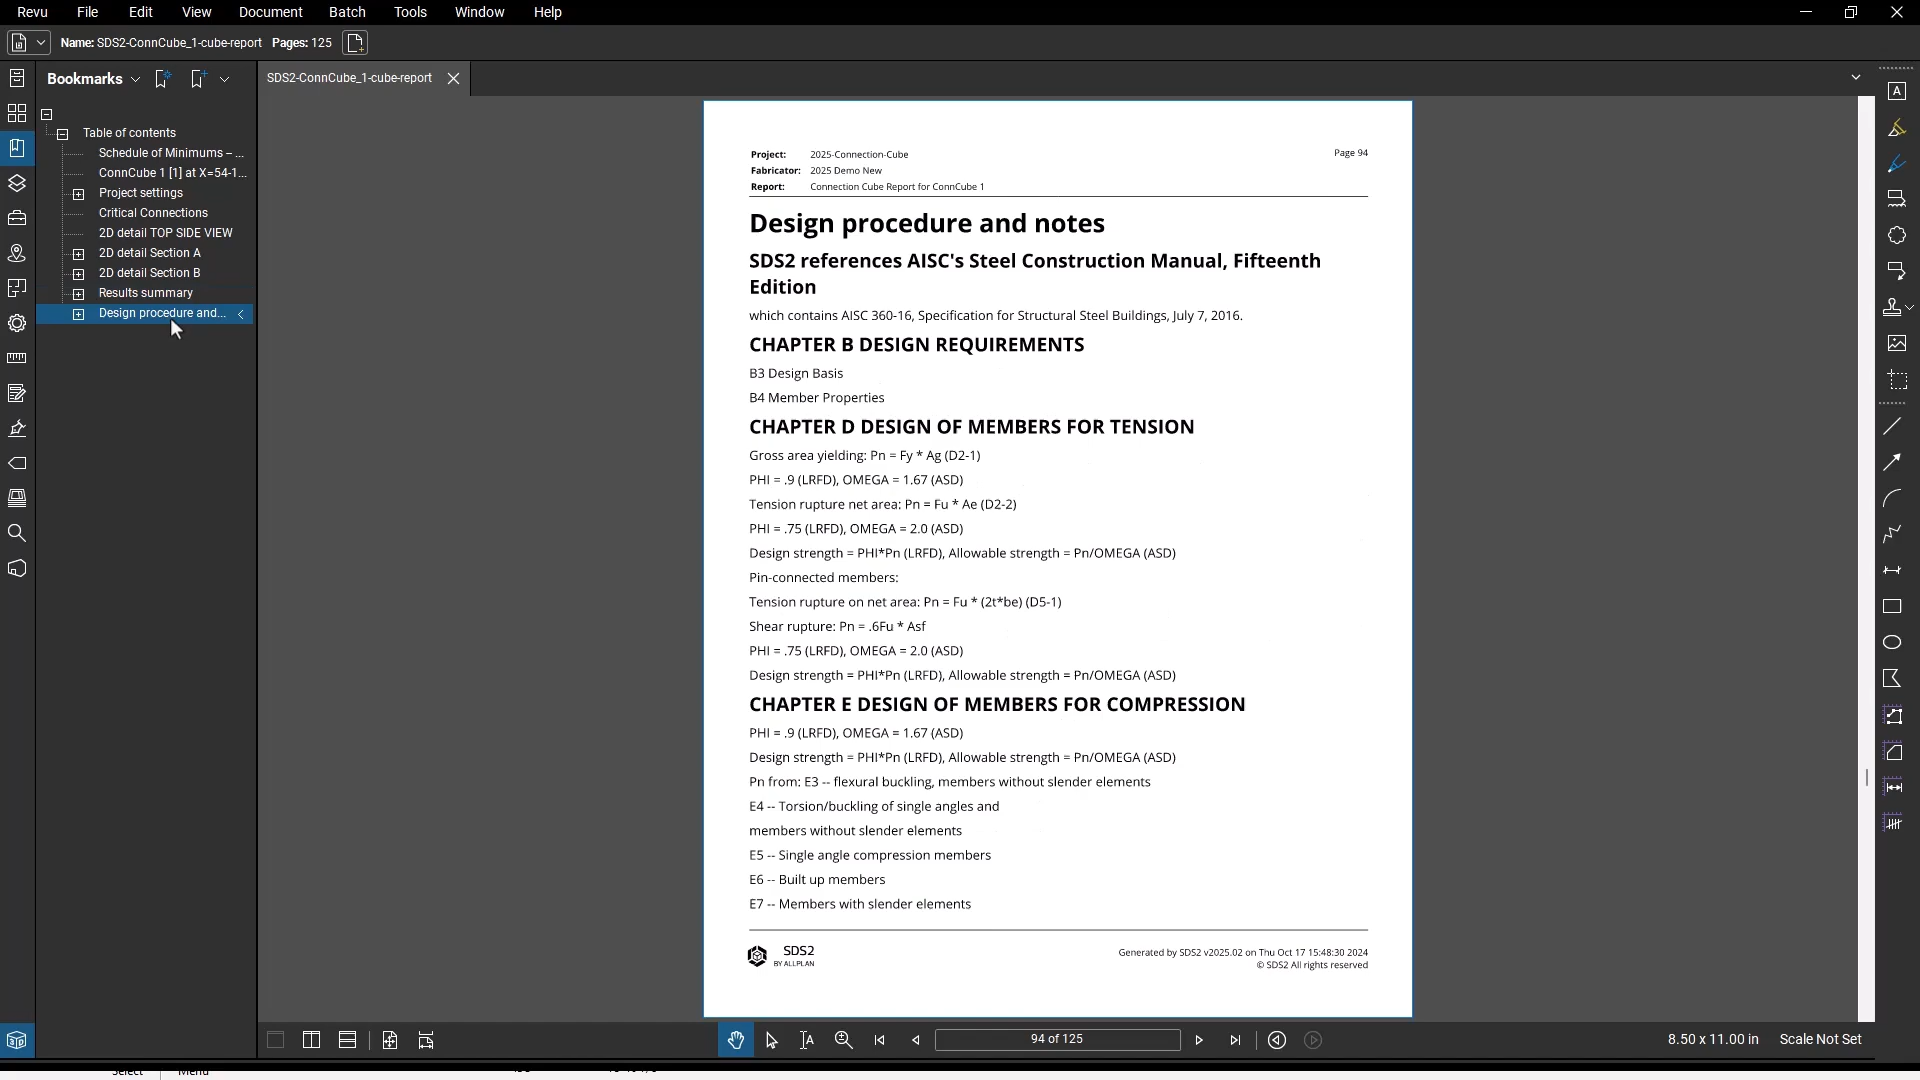 Revu File Edit View Document Batch Tools Window Help
Name: SDS2-ConnCube_1-cube-report Pages: 125
Bookmarks
Table of contents
Schedule of Minimums – ...
ConnCube 1 [1] at X=54-1...
Project settings
Critical Connections
2D detail TOP SIDE VIEW
2D detail Section A
2D detail Section B
Results summary
Design procedure and...
SDS2-ConnCube_1-cube-report
Project: 2025-Connection-Cube Page 94
Fabricator: 2025 Demo New
Report: Connection Cube Report for ConnCube 1
Design procedure and notes
SDS2 references AISC's Steel Construction Manual, Fifteenth
Edition
which contains AISC 360-16, Specification for Structural Steel Buildings, July 7, 2016.
CHAPTER B DESIGN REQUIREMENTS
B3 Design Basis
B4 Member Properties
CHAPTER D DESIGN OF MEMBERS FOR TENSION
Gross area yielding: Pn = Fy * Ag (D2-1)
PHI = .9 (LRFD), OMEGA = 1.67 (ASD)
Tension rupture net area: Pn = Fu * Ae (D2-2)
PHI = .75 (LRFD), OMEGA = 2.0 (ASD)
Design strength = PHI*Pn (LRFD), Allowable strength = Pn/OMEGA (ASD)
Pin-connected members:
Tension rupture on net area: Pn = Fu * (2t*be) (D5-1)
Shear rupture: Pn = .6Fu * Asf
PHI = .75 (LRFD), OMEGA = 2.0 (ASD)
Design strength = PHI*Pn (LRFD), Allowable strength = Pn/OMEGA (ASD)
CHAPTER E DESIGN OF MEMBERS FOR COMPRESSION
PHI = .9 (LRFD), OMEGA = 1.67 (ASD)
Design strength = PHI*Pn (LRFD), Allowable strength = Pn/OMEGA (ASD)
Pn from: E3 -- flexural buckling, members without slender elements
E4 -- Torsion/buckling of single angles and
members without slender elements
E5 -- Single angle compression members
E6 -- Built up members
E7 -- Members with slender elements
SDS2
BY ALLPLAN
Generated by SDS2 v2025.02 on Thu Oct 17 15:48:30 2024
© SDS2 All rights reserved
94 of 125
8.50 x 11.00 in Scale Not Set
Select Menu